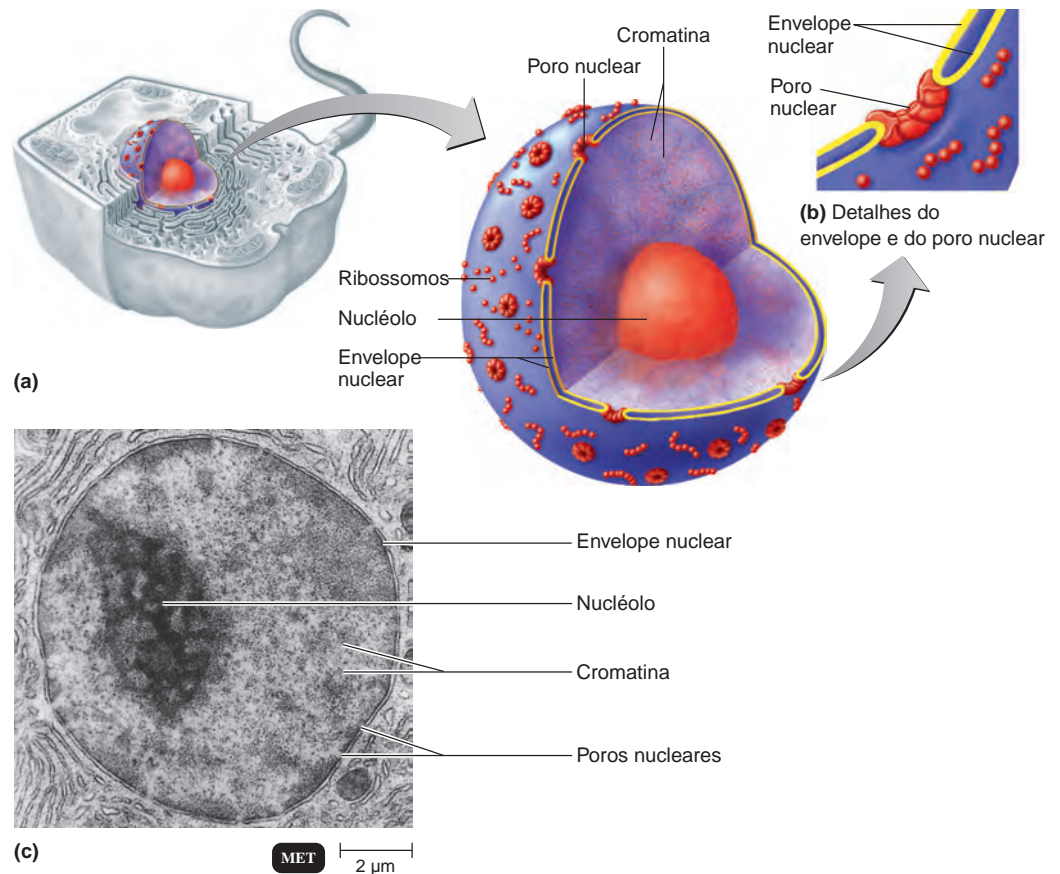 Cromatina
Poro nuclear
Ribossomos
Nucléolo
Envelope
nuclear
(a)
Envelope
nuclear
Poro
nuclear
(b) Detalhes do
envelope e do poro nuclear
Envelope nuclear
Nucléolo
Cromatina
Poros nucleares
(c)
MET
2 µm